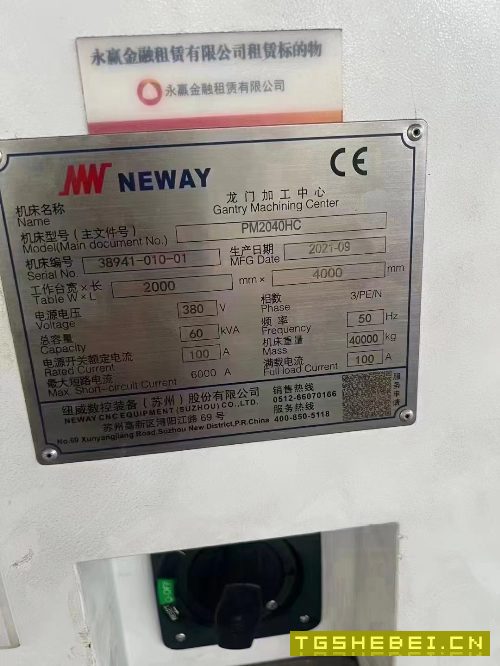 永赢金融租赁有限公司租赁标的物
永赢金融租赁有限公司
NEWAY
CE
机床名称 龙门加工中心
Name Gantry Machining Center
机床型号(主文件号) PM2040HC
Model(Main document No.)
机床编号 38941-010-01 生产日期 2021-09
Serial No. MFG Date
工作台宽×长 2000 mm× 4000 mm
Table W×L
电源电压 380 V 相数 3/PE/N
Voltage Phase
总容量 60 kVA 频率 50 Hz
Capacity Frequency
电源开关额定电流 100 A 机床重量 40000 kg
Rated Current Mass
最大短路电流 6000 A 满载电流 100 A
Max. Short-circuit Current Full load Current
纽威数控装备(苏州)股份有限公司 销售热线
NEWAY CNC EQUIPMENT (SUZHOU) CO.,LTD. 0512-66070166
苏州高新区浔阳江路 69 号 服务热线
No.69 Xunyangjiang Road,Suzhou New District,P.R.China 400-850-5118
服务申请
TGSHEBEI.CN